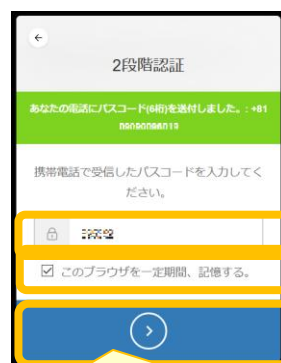 2段階認証
あなたの電話にパスコード(6桁)を送付しました。: +81
携帯電話で受信したパスコードを入力してく
ださい。
このブラウザを一定期間、記憶する。